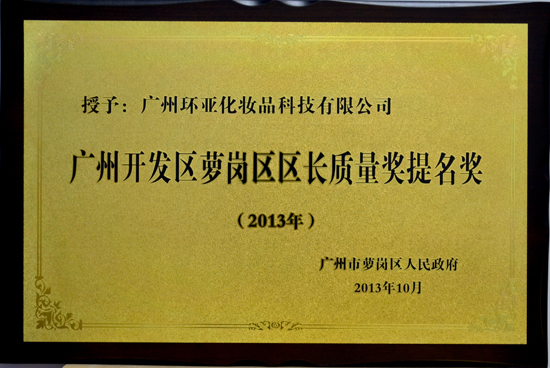 授予：广州环亚化妆品科技有限公司
广州开发区萝岗区区长质量奖提名奖
（2013年）
广州市萝岗区人民政府
2013年10月